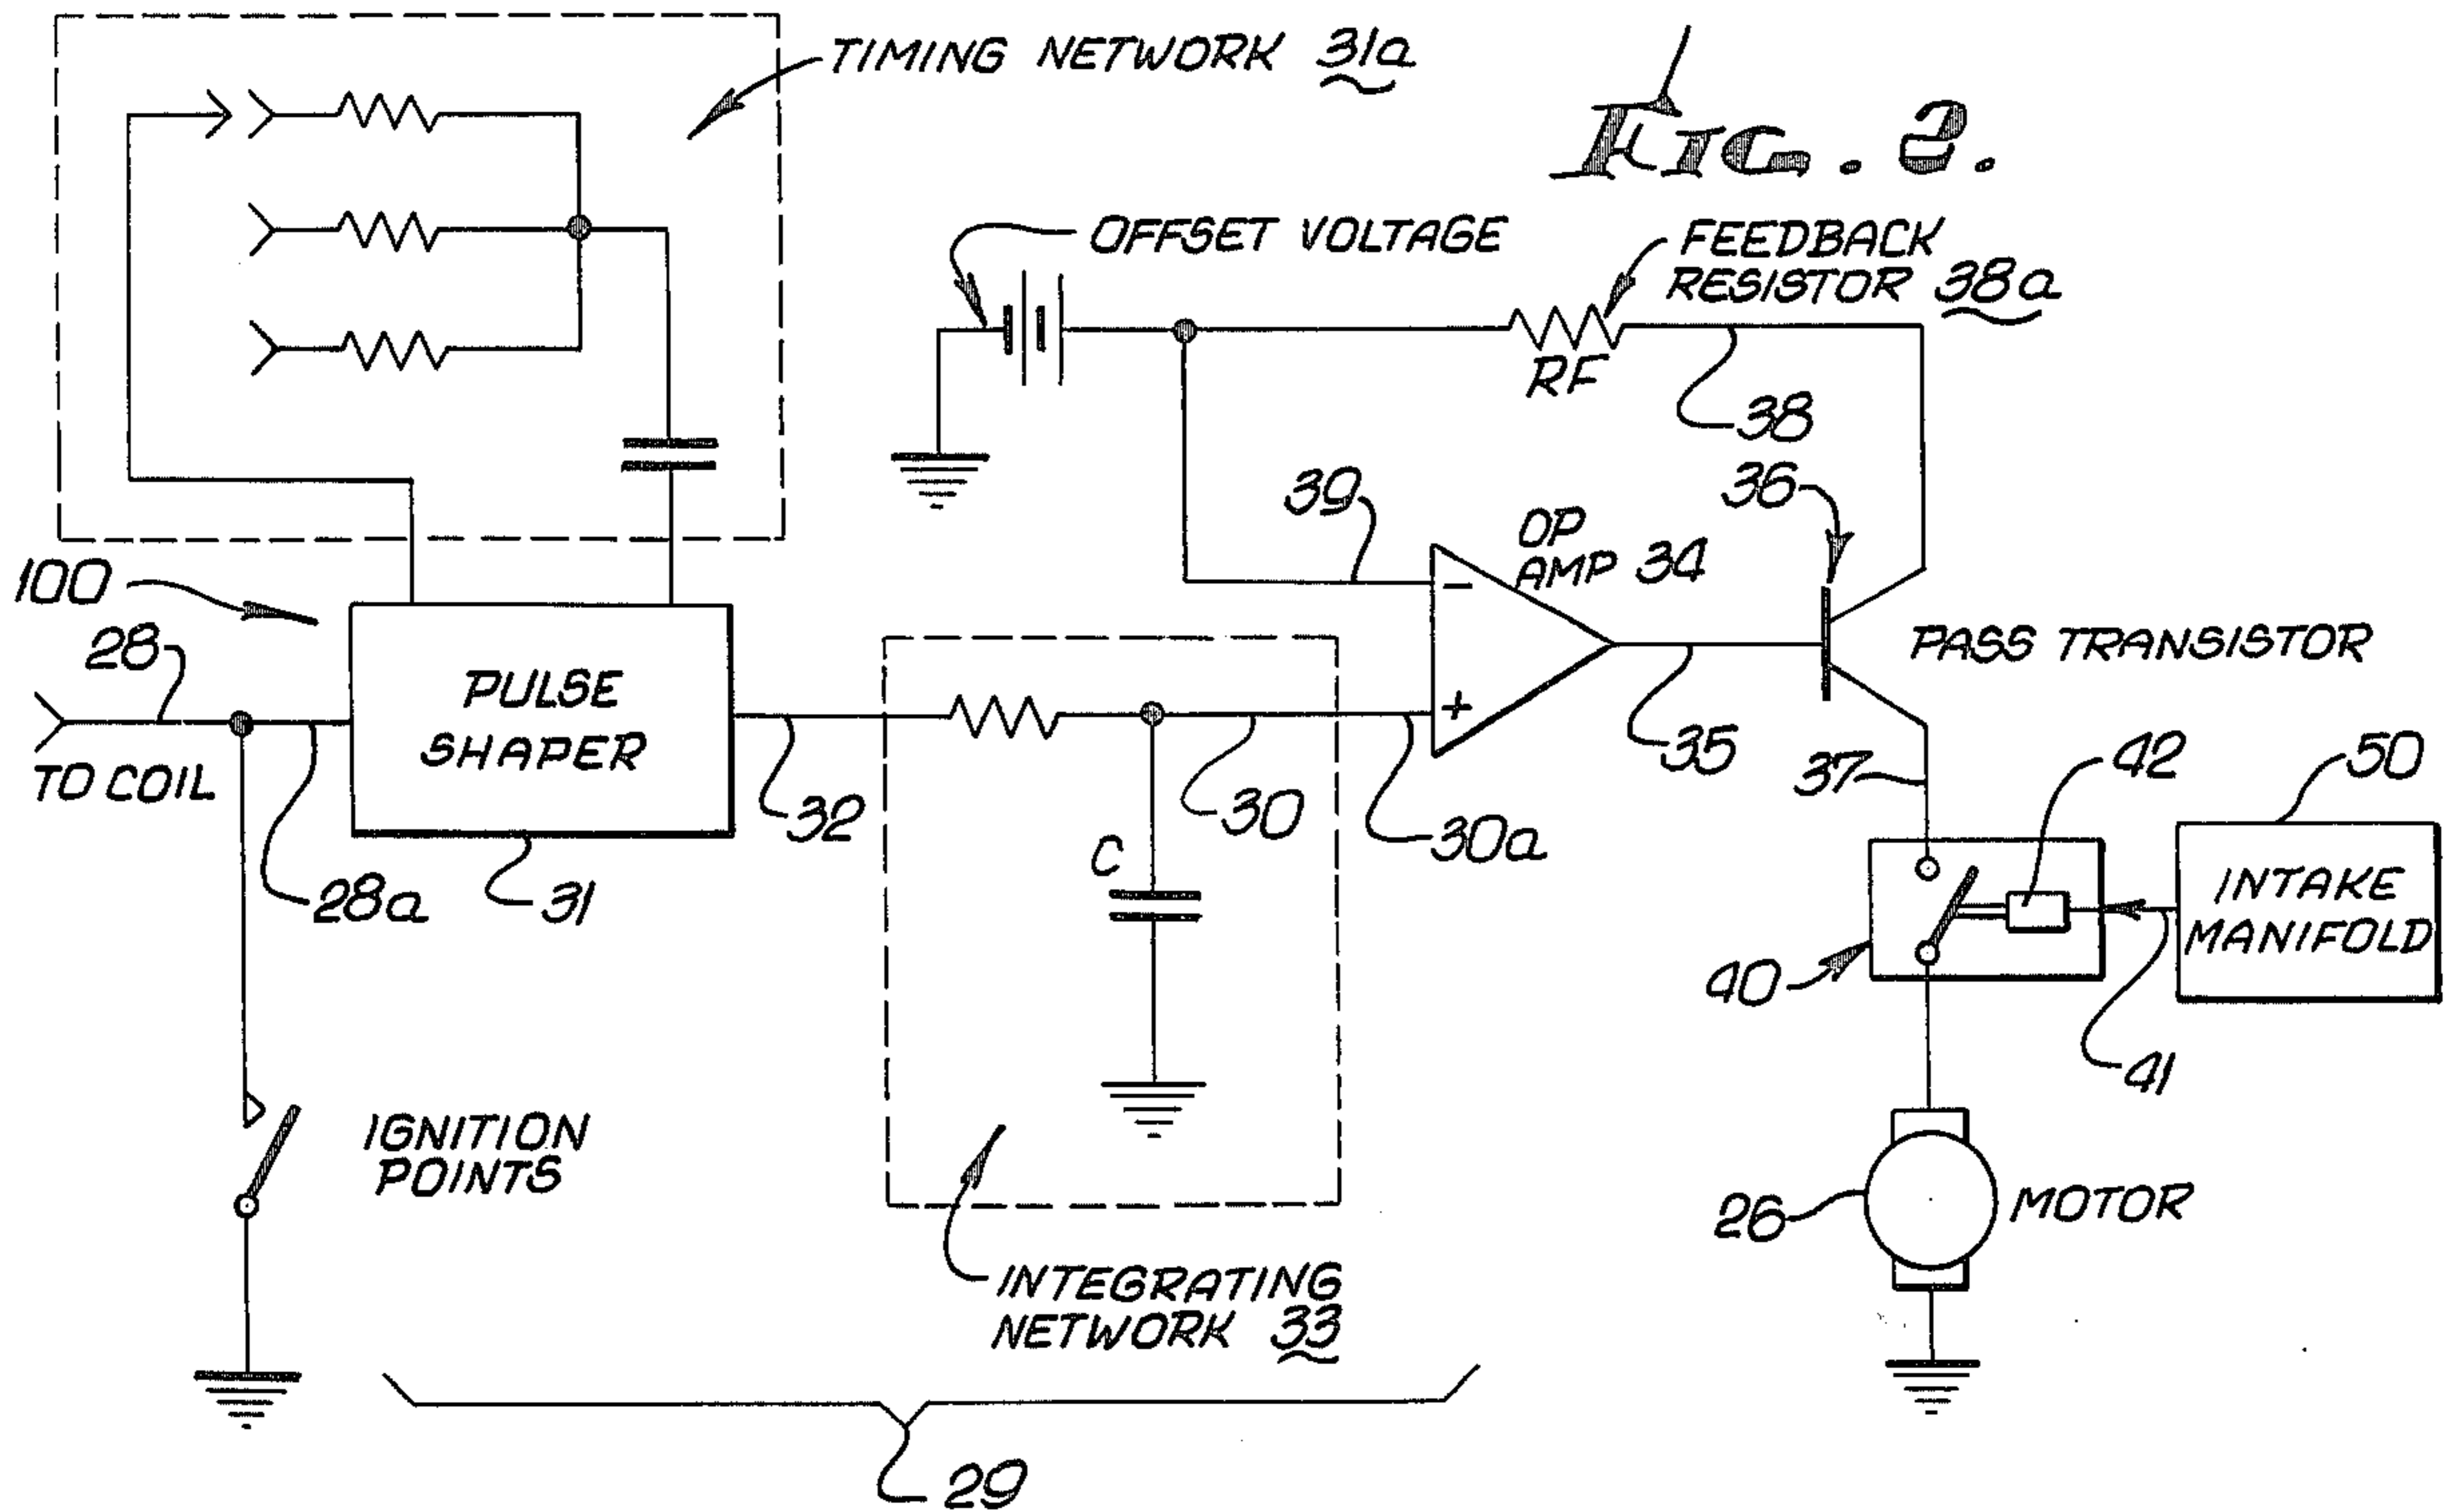 TIMING NETWORK 31a
FIG. 2.
OFFSET VOLTAGE
FEEDBACK
RESISTOR 38a
RF
38
39
36
OP
AMP 34
100
28
PULSE
SHAPER
PASS TRANSISTOR
-
+
TO COIL
32
30
30a
35
37
42
50
28a
31
C
INTAKE
MANIFOLD
40
41
IGNITION
POINTS
26
MOTOR
INTEGRATING
NETWORK 33
29